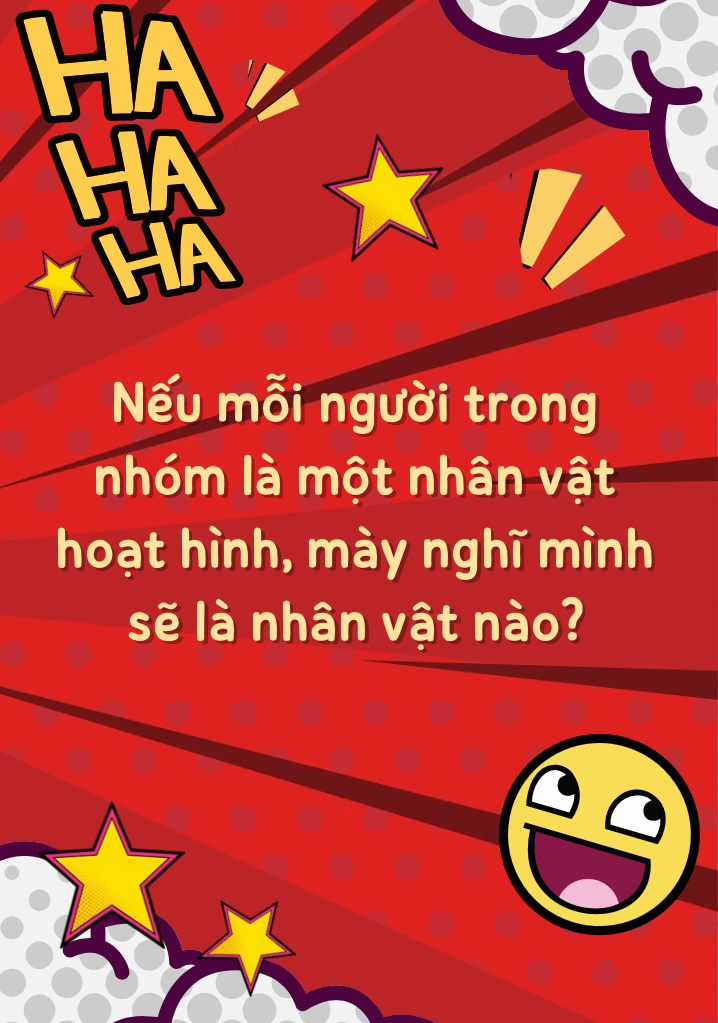 HA
HA
HA
Nếu mỗi người trong
nhóm là một nhân vật
hoạt hình, mày nghĩ mình
sẽ là nhân vật nào?